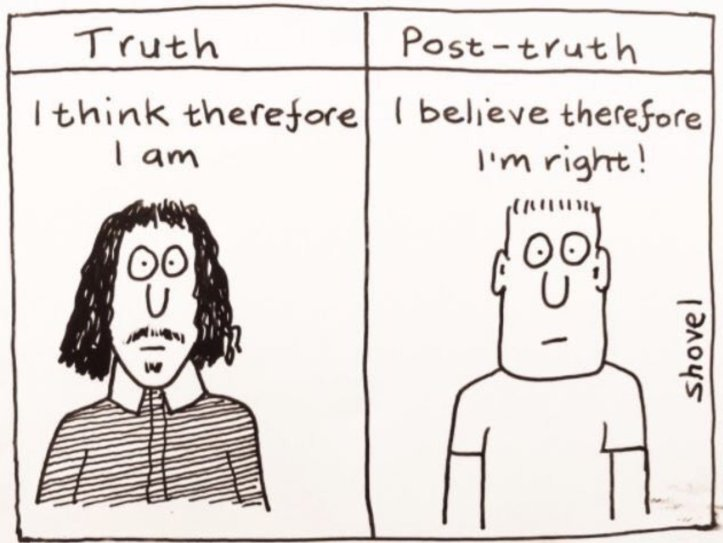 Truth
I think therefore
I am
Post-truth
I believe therefore
I'm right!
shovel